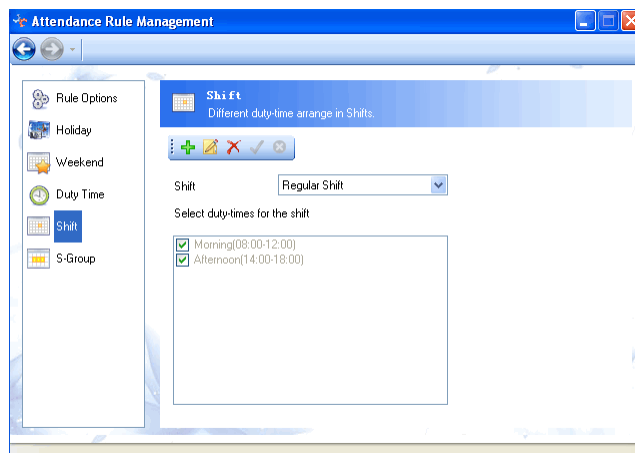 Attendance Rule Management
Rule Options
Holiday
Weekend
Duty Time
Shift
S-Group
Shift
Different duty-time arrange in Shifts.
Shift
Regular Shift
Select duty-times for the shift
Morning(08:00-12:00)
Afternoon(14:00-18:00)